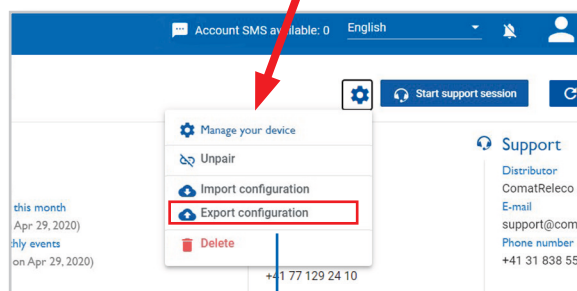 Account SMS available: 0
English
Start support session
Manage your device
Unpair
Import configuration
Export configuration
Delete
this month
Apr 29, 2020)
hly events
on Apr 29, 2020)
+41 77 129 24 10
Support
Distributor
ComatReleco
E-mail
support@com
Phone number
+41 31 838 55